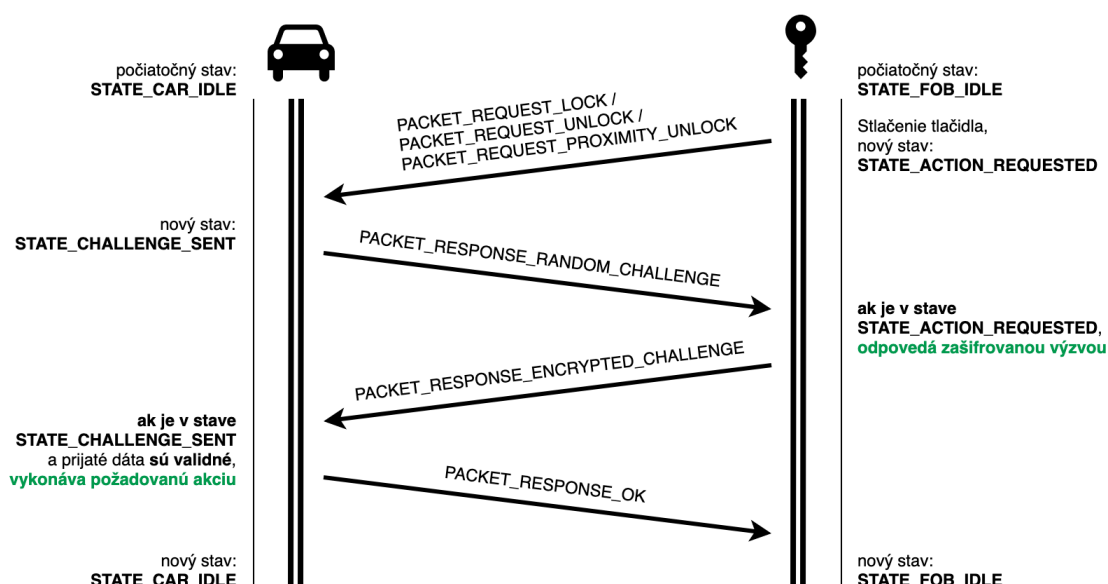 počiatočný stav:
STATE_CAR_IDLE
počiatočný stav:
STATE_FOB_IDLE
PACKET_REQUEST_LOCK /
PACKET_REQUEST_UNLOCK /
PACKET_REQUEST_PROXIMITY_UNLOCK
Stlačenie tlačidla,
nový stav:
STATE_ACTION_REQUESTED
nový stav:
STATE_CHALLENGE_SENT
PACKET_RESPONSE_RANDOM_CHALLENGE
ak je v stave
STATE_ACTION_REQUESTED,
odpovedá zašifrovanou výzvou
PACKET_RESPONSE_ENCRYPTED_CHALLENGE
ak je v stave
STATE_CHALLENGE_SENT
a prijaté dáta sú validné,
vykonáva požadovanú akciu
PACKET_RESPONSE_OK
nový stav:
STATE_CAR_IDLE
nový stav:
STATE_FOB_IDLE